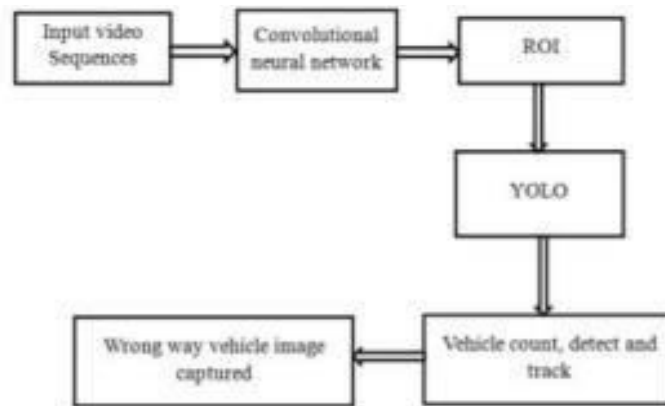 Input video
Sequences
Convolutional
neural network
ROI
YOLO
Vehicle count, detect and
track
Wrong way vehicle image
captured